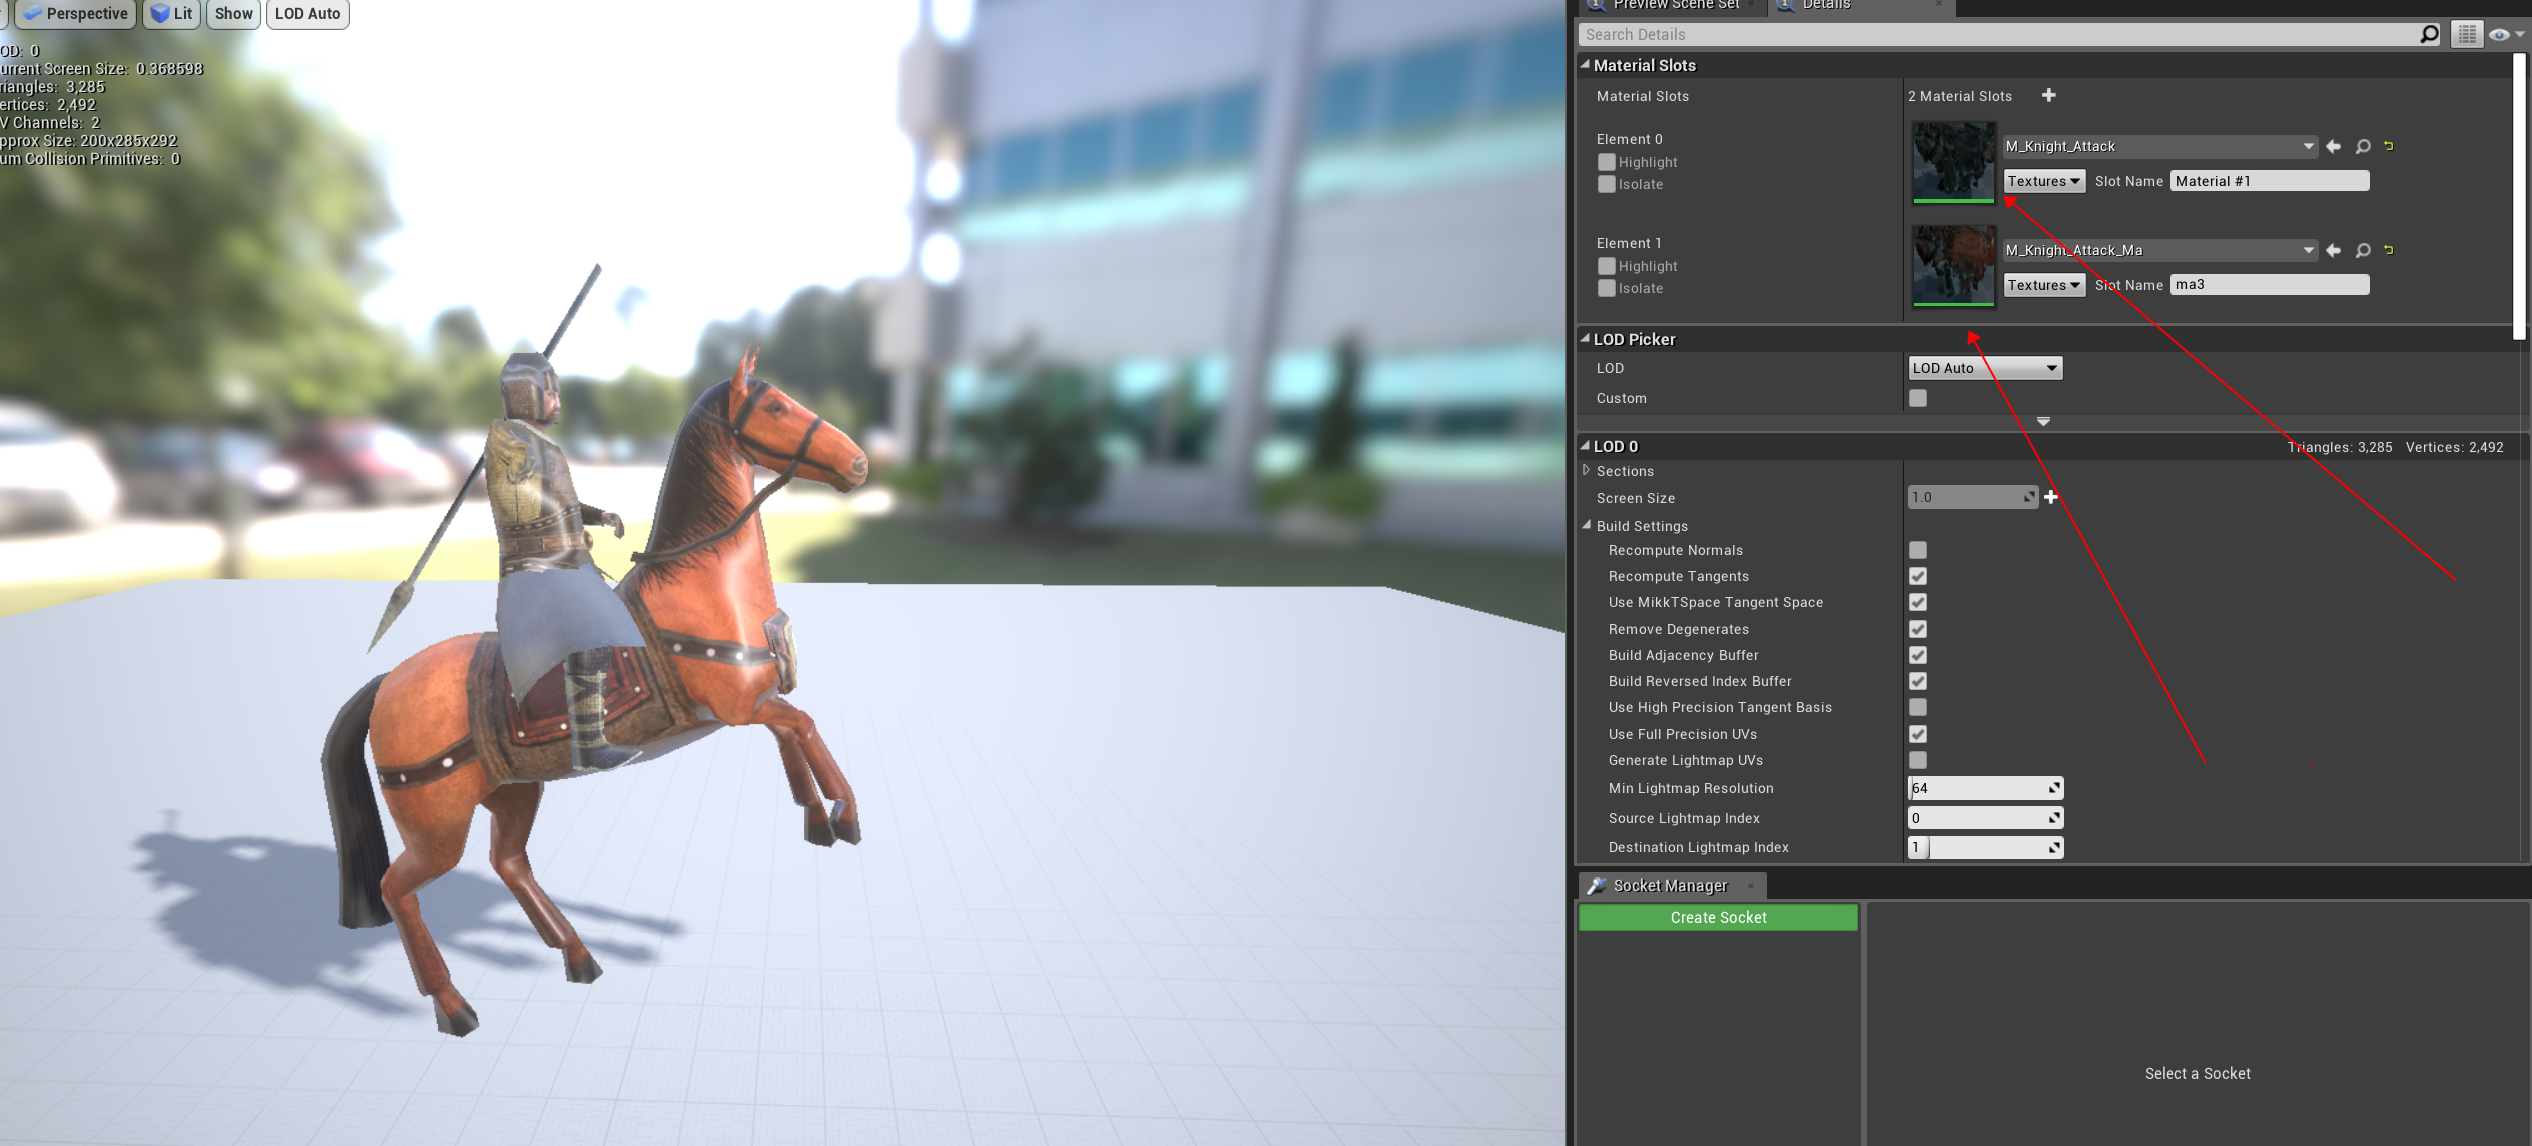 Perspective Lit Show LOD Auto
OD: 0
urrent Screen Size: 0.368598
riangles: 3,285
ertices: 2,492
V Channels: 2
pprox Size: 200x285x292
um Collision Primitives: 0
Preview Scene Set Details
Search Details
Material Slots
Material Slots 2 Material Slots
Element 0
Highlight
Isolate
M_Knight_Attack
Textures Slot Name Material #1
Element 1
Highlight
Isolate
M_Knight_Attack_Ma
Textures Slot Name ma3
LOD Picker
LOD LOD Auto
Custom
LOD 0 Triangles: 3,285 Vertices: 2,492
Sections
Screen Size 1.0
Build Settings
Recompute Normals
Recompute Tangents
Use MikkTSpace Tangent Space
Remove Degenerates
Build Adjacency Buffer
Build Reversed Index Buffer
Use High Precision Tangent Basis
Use Full Precision UVs
Generate Lightmap UVs
Min Lightmap Resolution 64
Source Lightmap Index 0
Destination Lightmap Index 1
Socket Manager
Create Socket
Select a Socket